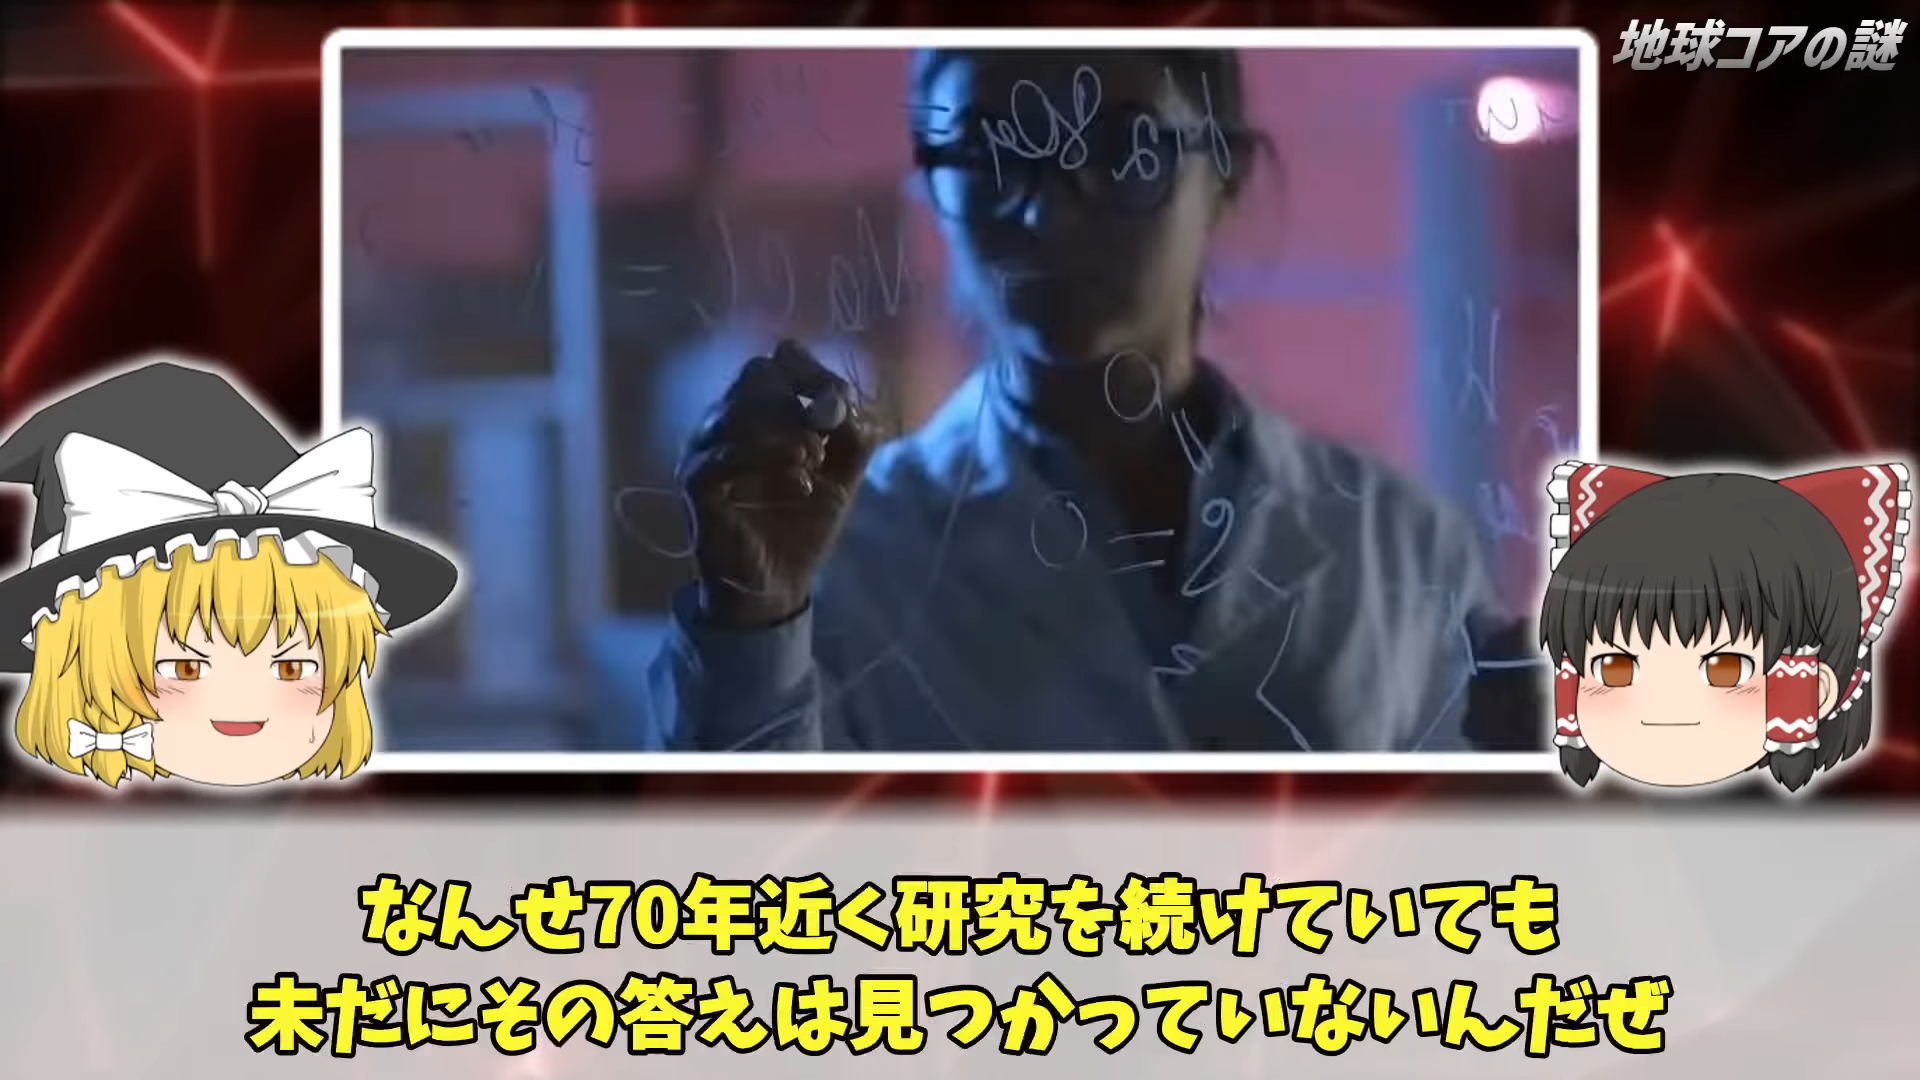 地球コアの謎
なんせ70年近く研究を続けていても
未だにその答えは見つかっていないんだぜ